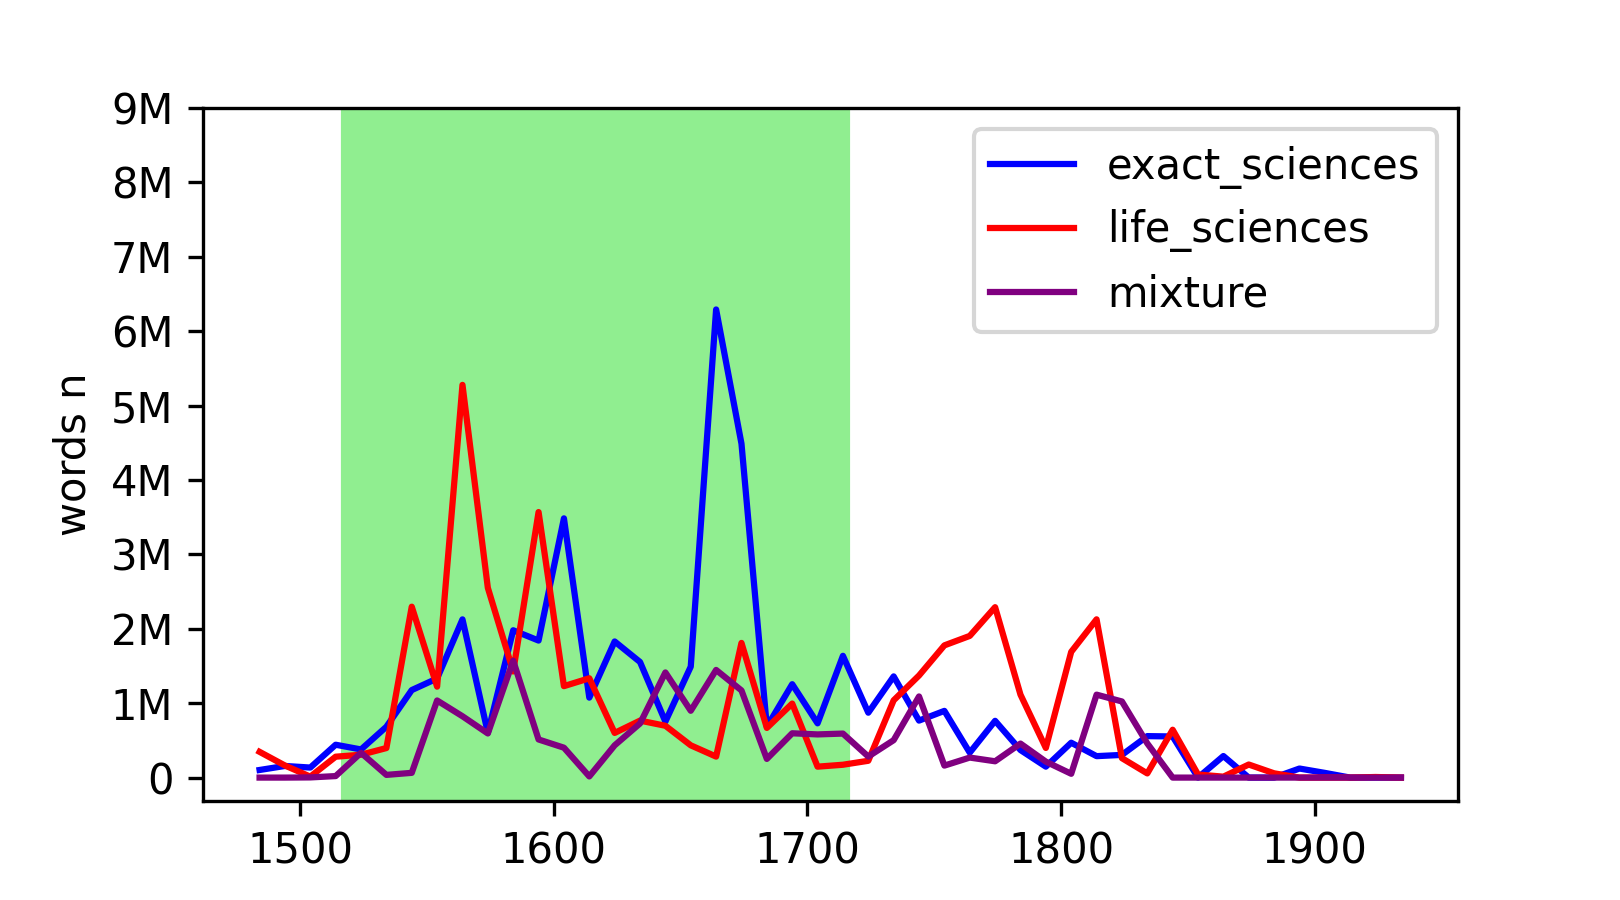 9M
8M
7M
6M
5M
4M
3M
2M
1M
0
words n
exact_sciences
life_sciences
mixture
1500 1600 1700 1800 1900